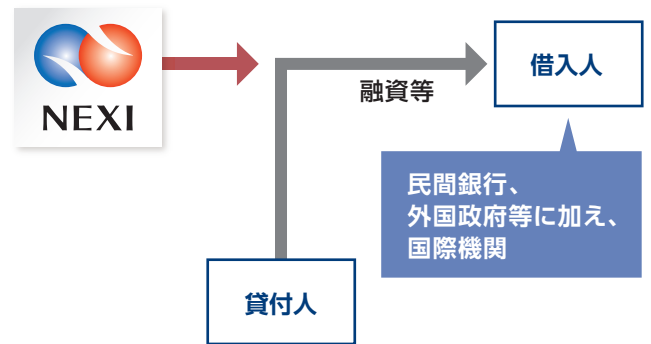 NEXI
借入人
融資等
民間銀行、
外国政府等に加え、
国際機関
貸付人